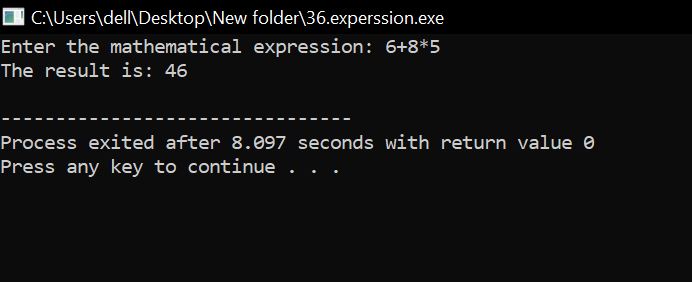 C:\Users\dell\Desktop\New folder\36.experssion.exe
Enter the mathematical expression: 6+8*5
The result is: 46
--------------------------------
Process exited after 8.097 seconds with return value 0
Press any key to continue . . .